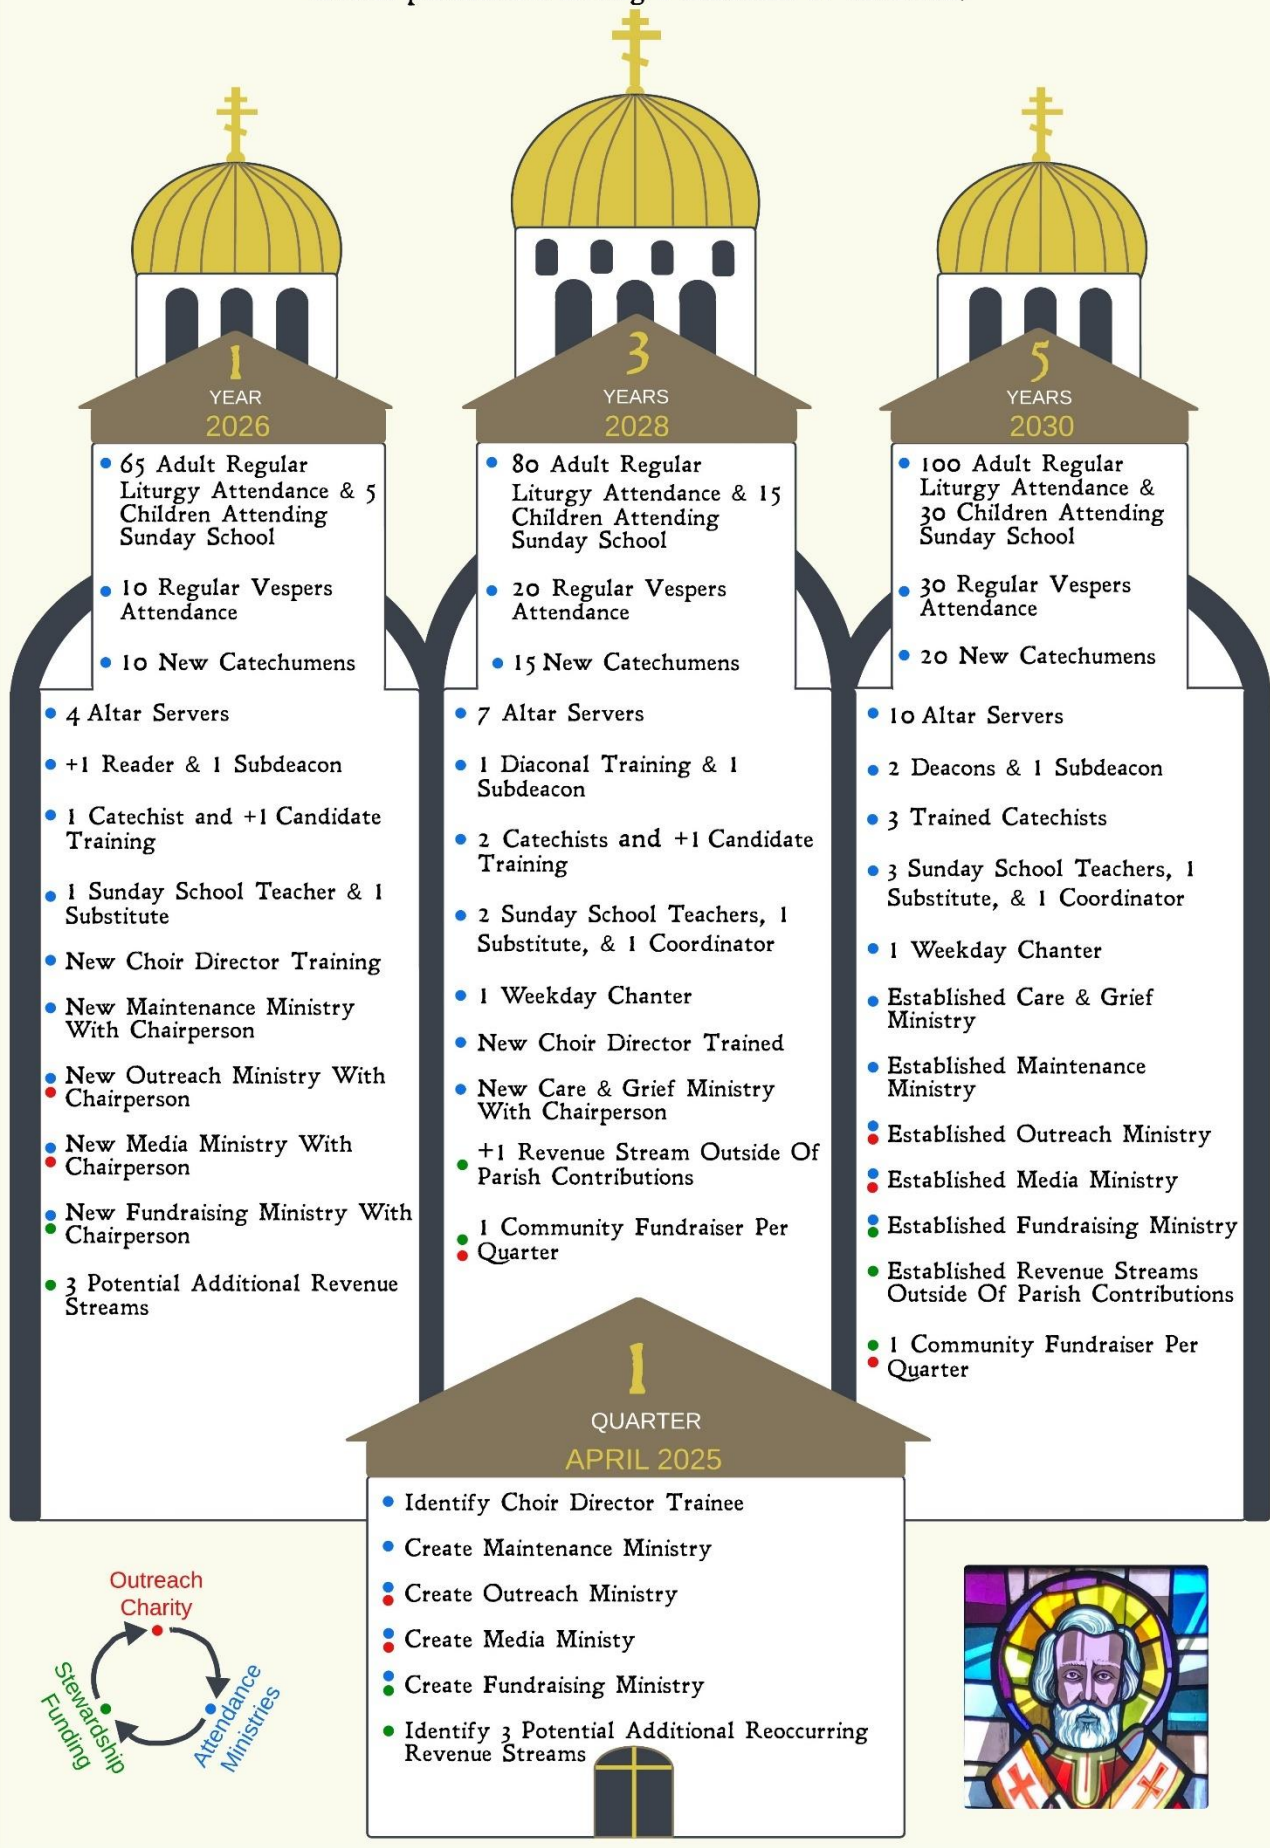 1
YEAR
2026
65 Adult Regular
Liturgy Attendance & 5
Children Attending
Sunday School
10 Regular Vespers
Attendance
10 New Catechumens
4 Altar Servers
+1 Reader & 1 Subdeacon
1 Catechist and +1 Candidate
Training
1 Sunday School Teacher & 1
Substitute
New Choir Director Training
New Maintenance Ministry
With Chairperson
New Outreach Ministry With
Chairperson
New Media Ministry With
Chairperson
New Fundraising Ministry With
Chairperson
3 Potential Additional Revenue
Streams
3
YEARS
2028
80 Adult Regular
Liturgy Attendance & 15
Children Attending
Sunday School
20 Regular Vespers
Attendance
15 New Catechumens
7 Altar Servers
1 Diaconal Training & 1
Subdeacon
2 Catechists and +1 Candidate
Training
2 Sunday School Teachers, 1
Substitute, & 1 Coordinator
1 Weekday Chanter
New Choir Director Trained
New Care & Grief Ministry
With Chairperson
+1 Revenue Stream Outside Of
Parish Contributions
1 Community Fundraiser Per
Quarter
5
YEARS
2030
100 Adult Regular
Liturgy Attendance &
30 Children Attending
Sunday School
30 Regular Vespers
Attendance
20 New Catechumens
10 Altar Servers
2 Deacons & 1 Subdeacon
3 Trained Catechists
3 Sunday School Teachers, 1
Substitute, & 1 Coordinator
1 Weekday Chanter
Established Care & Grief
Ministry
Established Maintenance
Ministry
Established Outreach Ministry
Established Media Ministry
Established Fundraising Ministry
Established Revenue Streams
Outside Of Parish Contributions
1 Community Fundraiser Per
Quarter
1
QUARTER
APRIL 2025
Identify Choir Director Trainee
Create Maintenance Ministry
Create Outreach Ministry
Create Media Ministy
Create Fundraising Ministry
Identify 3 Potential Additional Reoccurring
Revenue Streams
Outreach
Charity
Attendance
Ministries
Stewardship
Funding